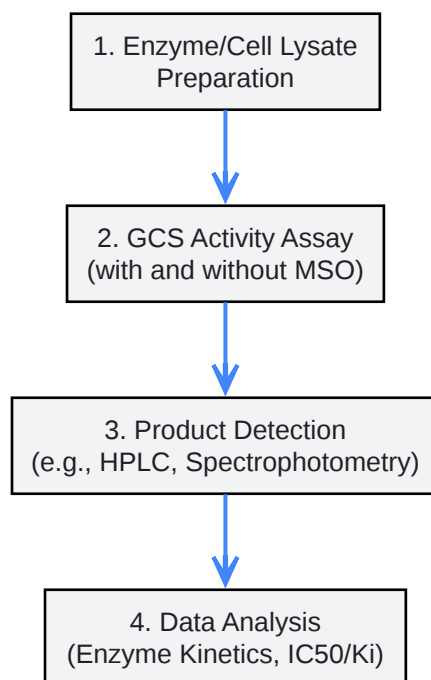 1. Enzyme/Cell Lysate
Preparation
2. GCS Activity Assay
(with and without MSO)
3. Product Detection
(e.g., HPLC, Spectrophotometry)
4. Data Analysis
(Enzyme Kinetics, IC50/Ki)